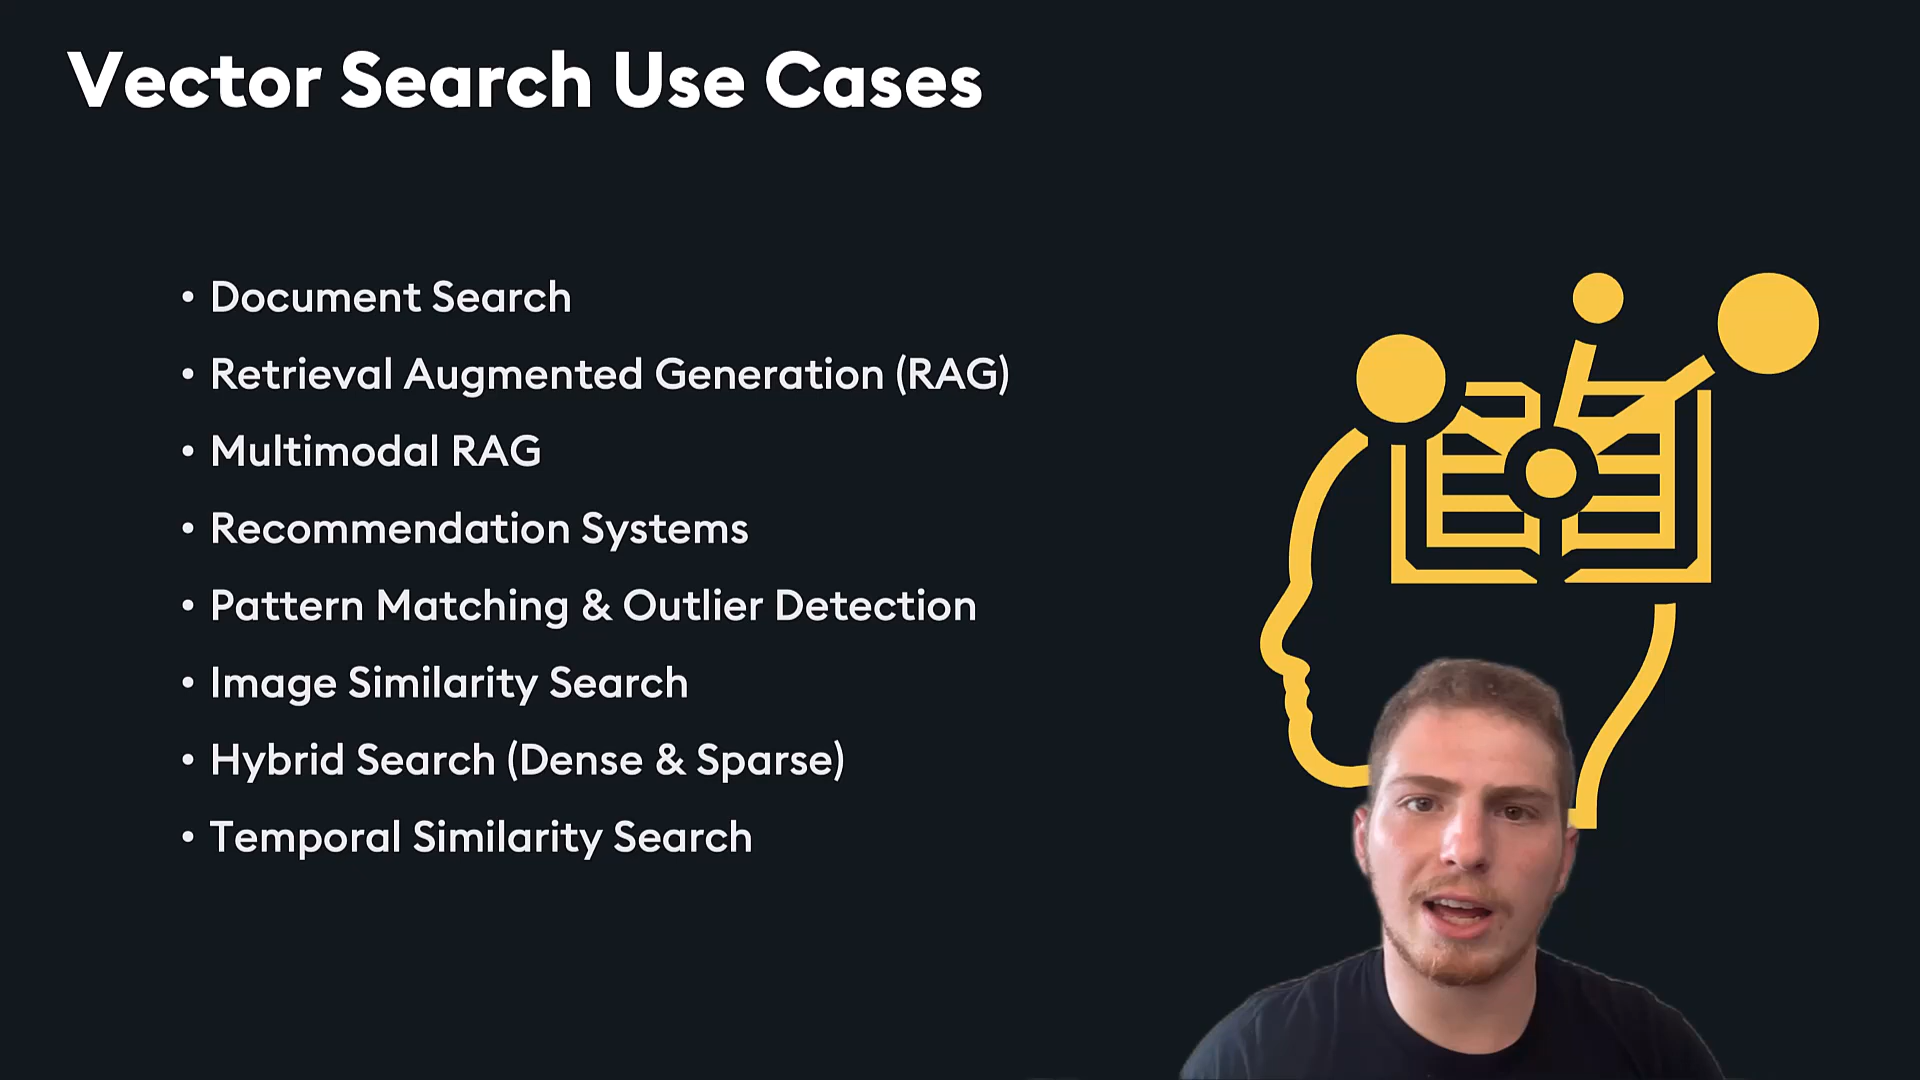 Vector Search Use Cases
• Document Search
• Retrieval Augmented Generation (RAG)
• Multimodal RAG
• Recommendation Systems
• Pattern Matching & Outlier Detection
• Image Similarity Search
• Hybrid Search (Dense & Sparse)
• Temporal Similarity Search